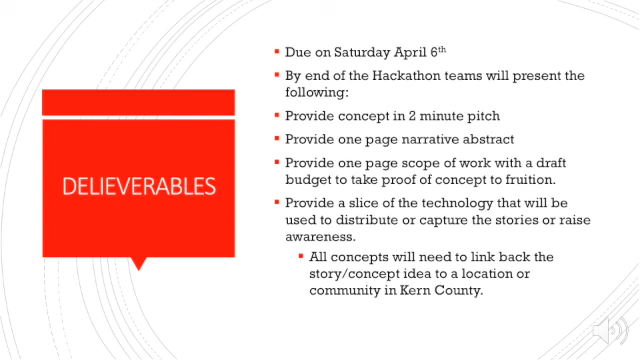 DELIEVERABLES
Due on Saturday April 6th
By end of the Hackathon teams will present the
following:
Provide concept in 2 minute pitch
Provide one page narrative abstract
Provide one page scope of work with a draft
budget to take proof of concept to fruition.
Provide a slice of the technology that will be
used to distribute or capture the stories or raise
awareness.
All concepts will need to link back the
story/concept idea to a location or
community in Kern County.